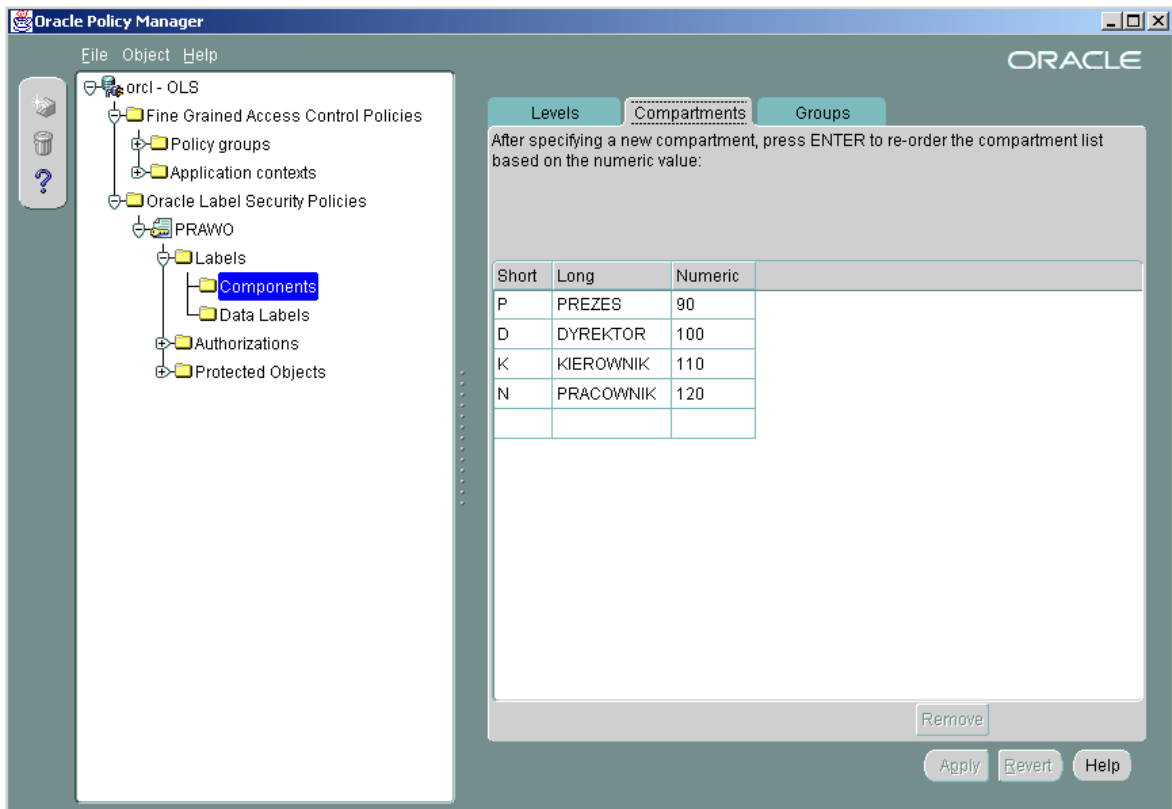 Oracle Policy Manager
File Object Help
ORACLE
orcl - OLS
Fine Grained Access Control Policies
Policy groups
Application contexts
Oracle Label Security Policies
PRAWO
Labels
Components
Data Labels
Authorizations
Protected Objects
Levels Compartments Groups
After specifying a new compartment, press ENTER to re-order the compartment list
based on the numeric value:
Short Long Numeric
P PREZES 90
D DYREKTOR 100
K KIEROWNIK 110
N PRACOWNIK 120
Remove
Apply Revert Help